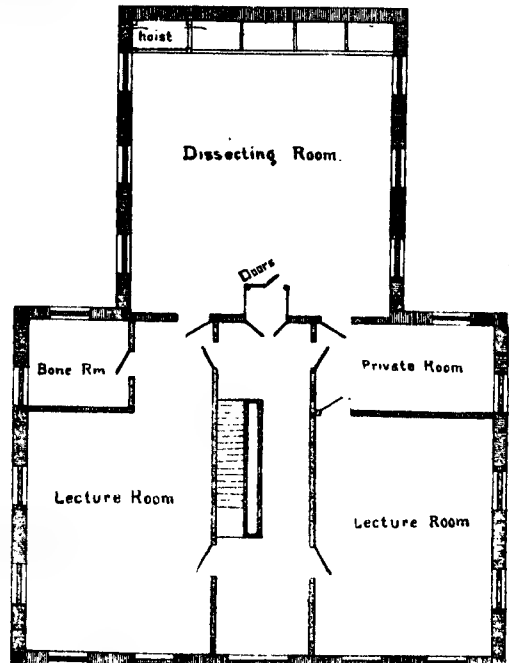 hoist
Dissecting Room.
Doors
Bone Rm
Private Room
Lecture Room
Lecture Room